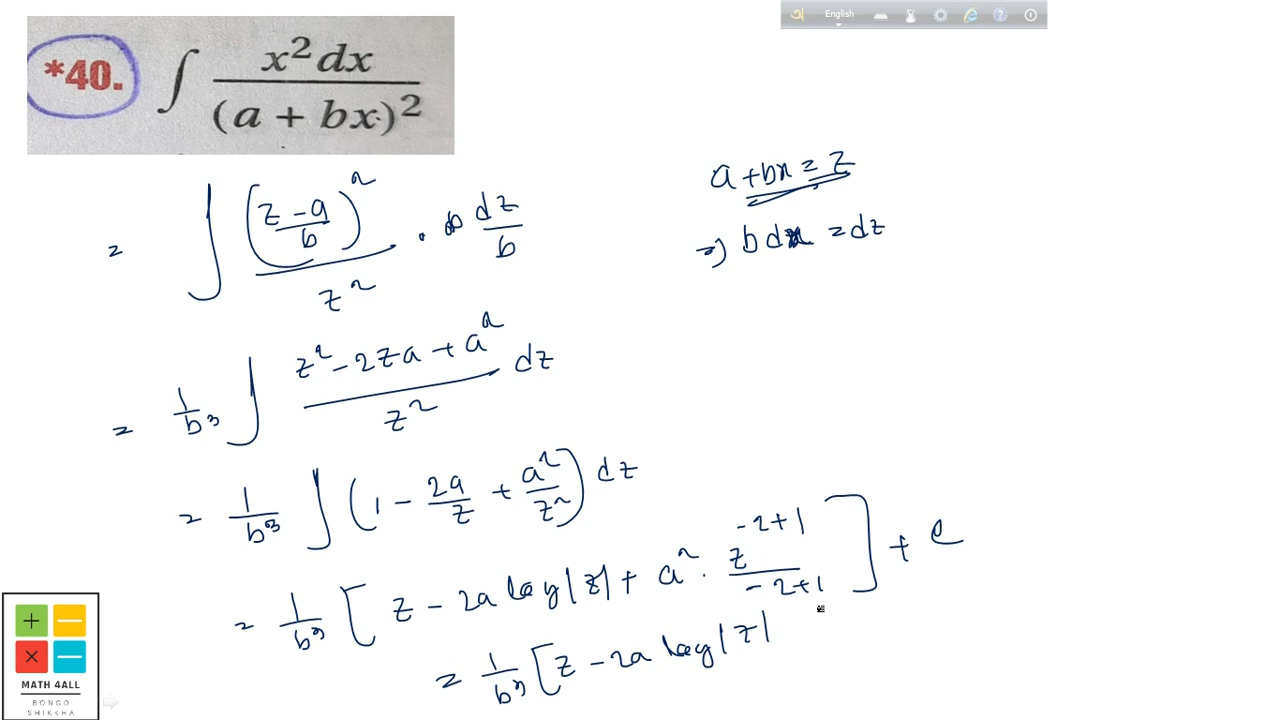 English
*40. ∫ x² dx / (a + bx)²
a + bx = z
⇒ b dx = dz
= ∫ ((z - a)/b)² / z² · dz/b
= 1/b³ ∫ (z² - 2za + a²) / z² dz
= 1/b³ ∫ (1 - 2a/z + a²/z²) dz
= 1/b³ [z - 2a log|z| + a² · z^(-2+1) / (-2+1)] + c
= 1/b³ [z - 2a log|z|
MATH 4ALL
BONGO
SHIKKHA